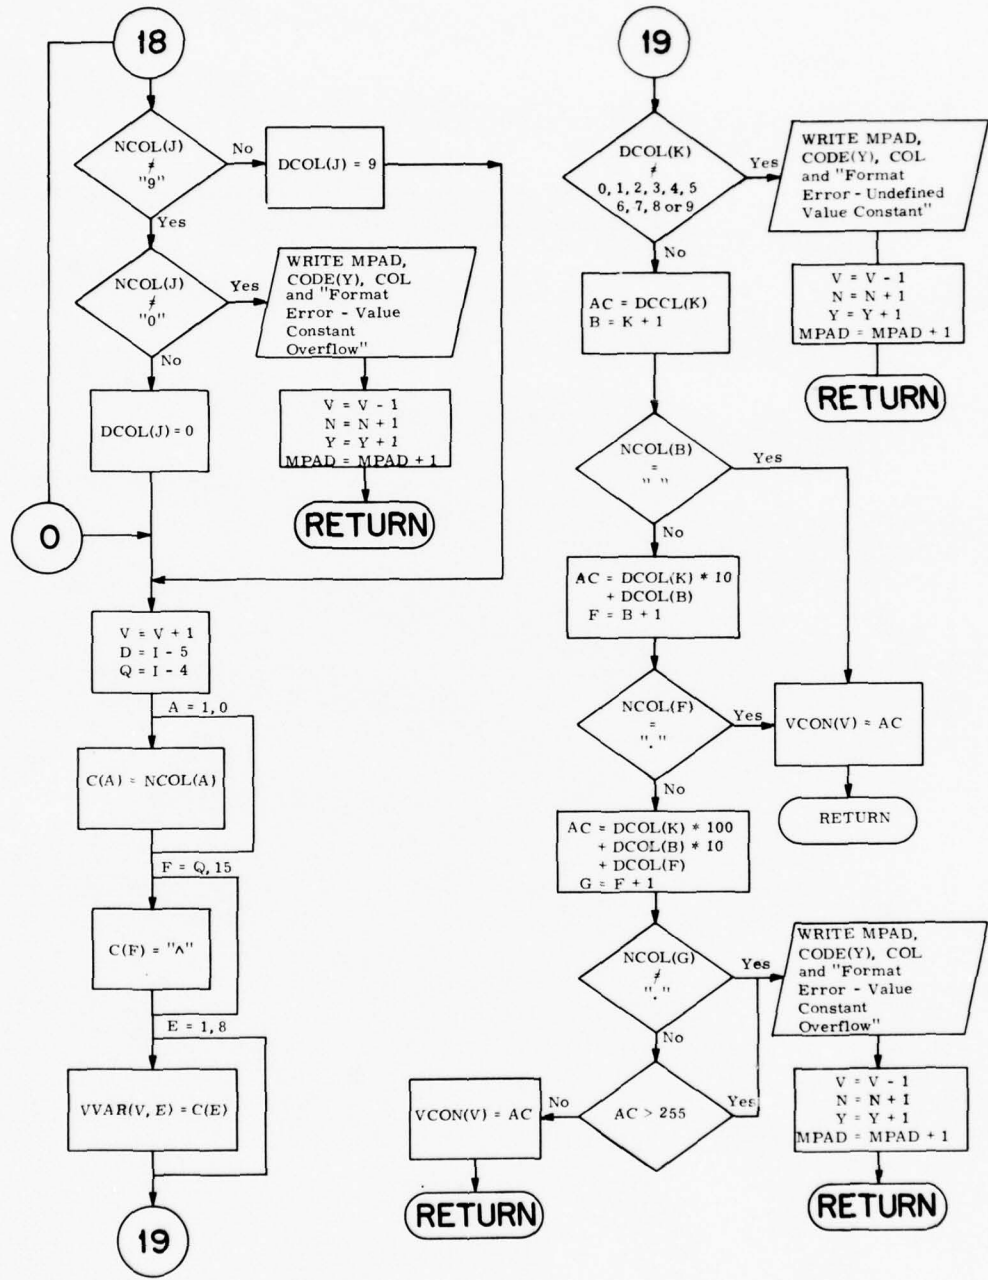 18
NCOL(J)
≠
"9"
No
DCOL(J) = 9
Yes
NCOL(J)
≠
"0"
Yes
WRITE MPAD,
CODE(Y), COL
and "Format
Error - Value
Constant
Overflow"
No
DCOL(J) = 0
V = V - 1
N = N + 1
Y = Y + 1
MPAD = MPAD + 1
RETURN
O
V = V + 1
D = I - 5
Q = I - 4
A = 1, 0
C(A) = NCOL(A)
F = Q, 15
C(F) = "^"
E = 1, 8
VVAR(V, E) = C(E)
19
19
DCOL(K)
≠
0, 1, 2, 3, 4, 5
6, 7, 8 or 9
Yes
WRITE MPAD,
CODE(Y), COL
and "Format
Error - Undefined
Value Constant"
No
V = V - 1
N = N + 1
Y = Y + 1
MPAD = MPAD + 1
RETURN
AC = DCCL(K)
B = K + 1
NCOL(B)
=
" "
Yes
No
AC = DCOL(K) * 10
+ DCOL(B)
F = B + 1
NCOL(F)
=
"."
Yes
VCON(V) = AC
RETURN
No
AC = DCOL(K) * 100
+ DCOL(B) * 10
+ DCOL(F)
G = F + 1
NCOL(G)
≠
"."
Yes
WRITE MPAD,
CODE(Y), COL
and "Format
Error - Value
Constant
Overflow"
No
AC > 255
Yes
No
VCON(V) = AC
RETURN
V = V - 1
N = N + 1
Y = Y + 1
MPAD = MPAD + 1
RETURN